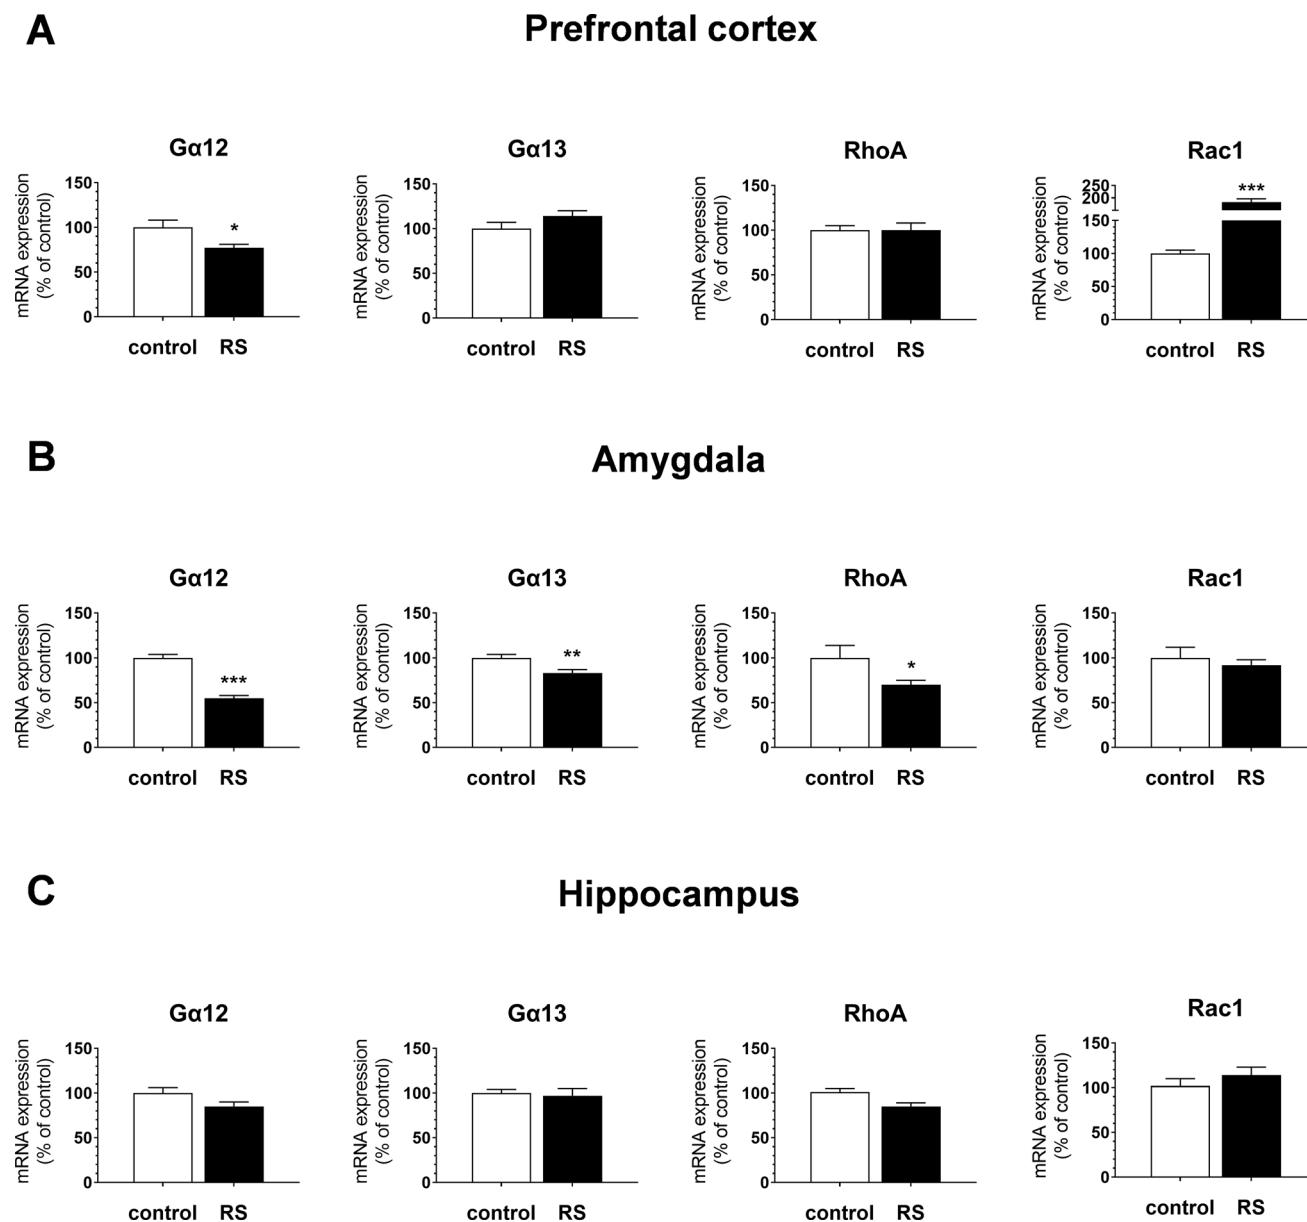 A
Prefrontal cortex
Gα12
mRNA expression
(% of control)
150
100
50
0
*
control RS
Gα13
mRNA expression
(% of control)
150
100
50
0
control RS
RhoA
mRNA expression
(% of control)
150
100
50
0
control RS
Rac1
mRNA expression
(% of control)
250
200
150
100
50
0
***
control RS
B
Amygdala
Gα12
mRNA expression
(% of control)
150
100
50
0
***
control RS
Gα13
mRNA expression
(% of control)
150
100
50
0
**
control RS
RhoA
mRNA expression
(% of control)
150
100
50
0
*
control RS
Rac1
mRNA expression
(% of control)
150
100
50
0
control RS
C
Hippocampus
Gα12
mRNA expression
(% of control)
150
100
50
0
control RS
Gα13
mRNA expression
(% of control)
150
100
50
0
control RS
RhoA
mRNA expression
(% of control)
150
100
50
0
control RS
Rac1
mRNA expression
(% of control)
150
100
50
0
control RS